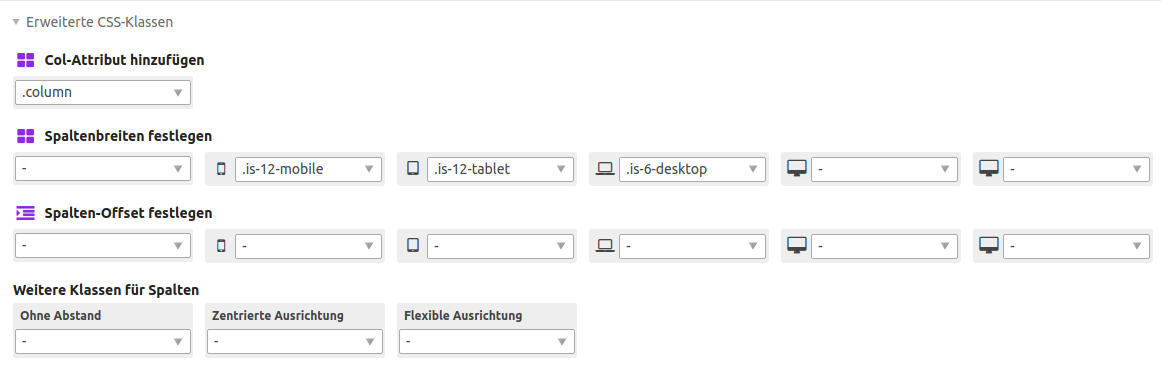 Erweiterte CSS-Klassen
Col-Attribut hinzufügen
.column
Spaltenbreiten festlegen
- .is-12-mobile .is-12-tablet .is-6-desktop - -
Spalten-Offset festlegen
- - - - - -
Weitere Klassen für Spalten
Ohne Abstand Zentrierte Ausrichtung Flexible Ausrichtung
- - -